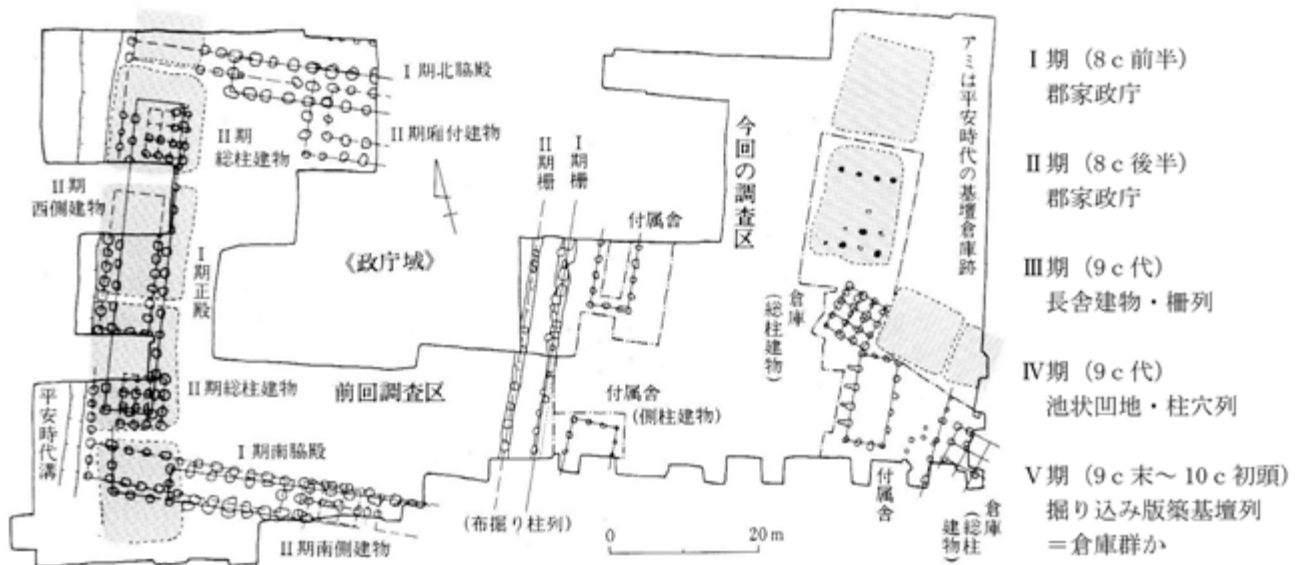 I期北脇殿
II期廂付建物
II期
総柱建物
II期
西側建物
I期正殿
《政庁域》
II期柵
I期柵
付属舎
今回の調査区
アミは平安時代の基壇倉庫跡
倉庫
(総柱建物)
II期総柱建物
前回調査区
付属舎
(側柱建物)
平安時代溝
I期南脇殿
(布掘り柱列)
II期南側建物
0
20m
付属舎
倉庫
(総柱
建物)
I期(8c前半)
郡家政庁
II期(8c後半)
郡家政庁
III期(9c代)
長舎建物・柵列
IV期(9c代)
池状凹地・柱穴列
V期(9c末～10c初頭)
掘り込み版築基壇列
＝倉庫群か